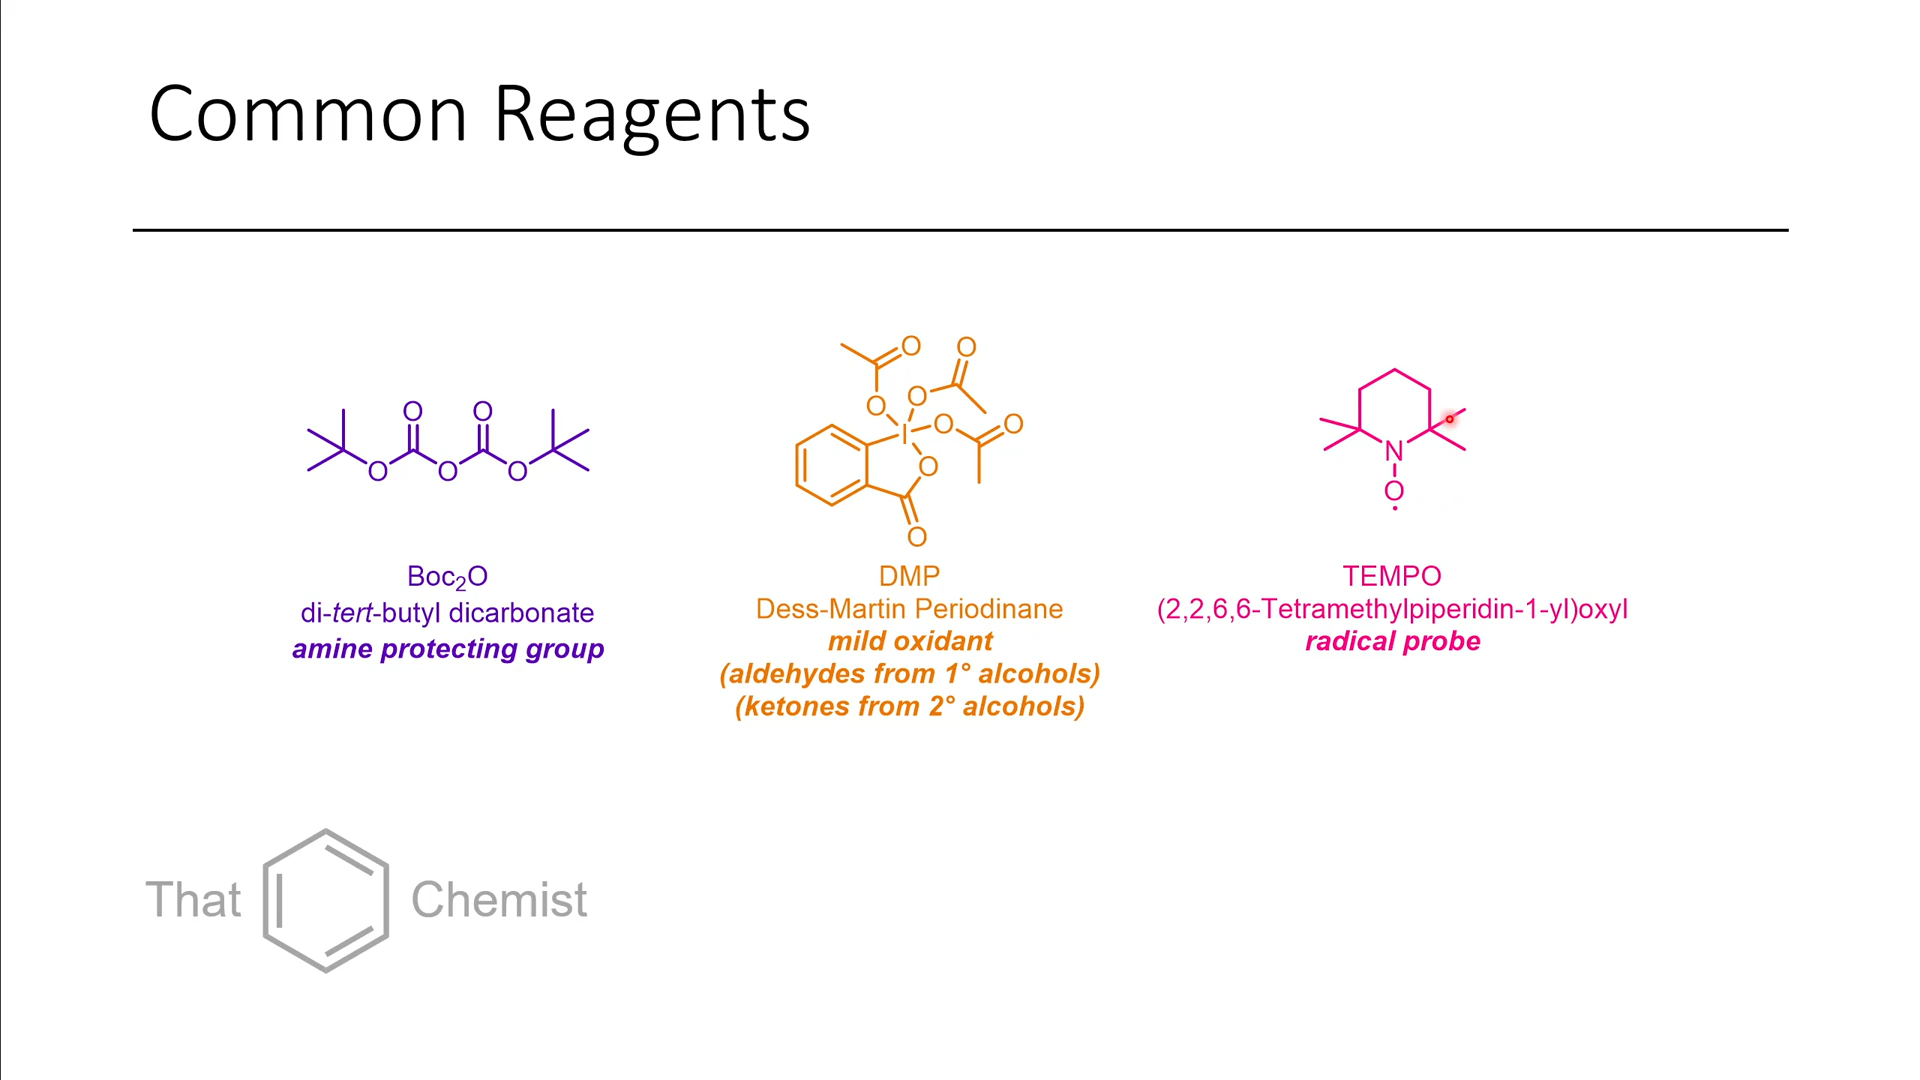 Common Reagents
O O
O O O
O O
O O
I O O
O
O
N
O
Boc₂O
di-tert-butyl dicarbonate
amine protecting group
DMP
Dess-Martin Periodinane
mild oxidant
(aldehydes from 1° alcohols)
(ketones from 2° alcohols)
TEMPO
(2,2,6,6-Tetramethylpiperidin-1-yl)oxyl
radical probe
That Chemist